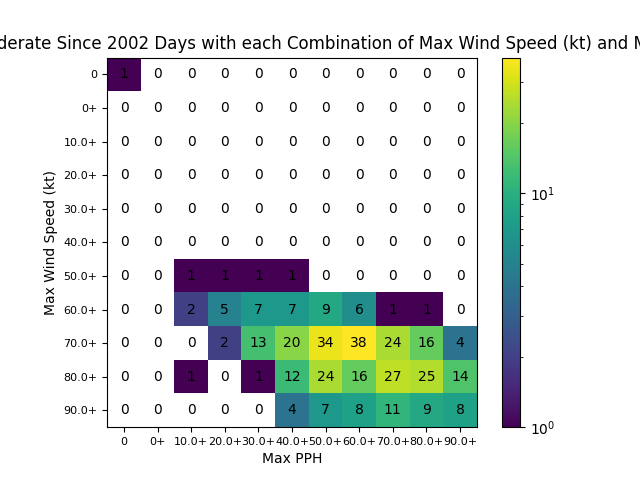 derate Since 2002 Days with each Combination of Max Wind Speed (kt) and M
0 1 0 0 0 0 0 0 0 0 0 0
0+ 0 0 0 0 0 0 0 0 0 0 0
10.0+ 0 0 0 0 0 0 0 0 0 0 0
20.0+ 0 0 0 0 0 0 0 0 0 0 0
30.0+ 0 0 0 0 0 0 0 0 0 0 0
40.0+ 0 0 0 0 0 0 0 0 0 0 0
50.0+ 0 0 1 1 1 1 0 0 0 0 0
60.0+ 0 0 2 5 7 7 9 6 1 1 0
70.0+ 0 0 0 2 13 20 34 38 24 16 4
80.0+ 0 0 1 0 1 12 24 16 27 25 14
90.0+ 0 0 0 0 0 4 7 8 11 9 8
0 0+ 10.0+ 20.0+ 30.0+ 40.0+ 50.0+ 60.0+ 70.0+ 80.0+ 90.0+
Max PPH
Max Wind Speed (kt)
10¹
10⁰